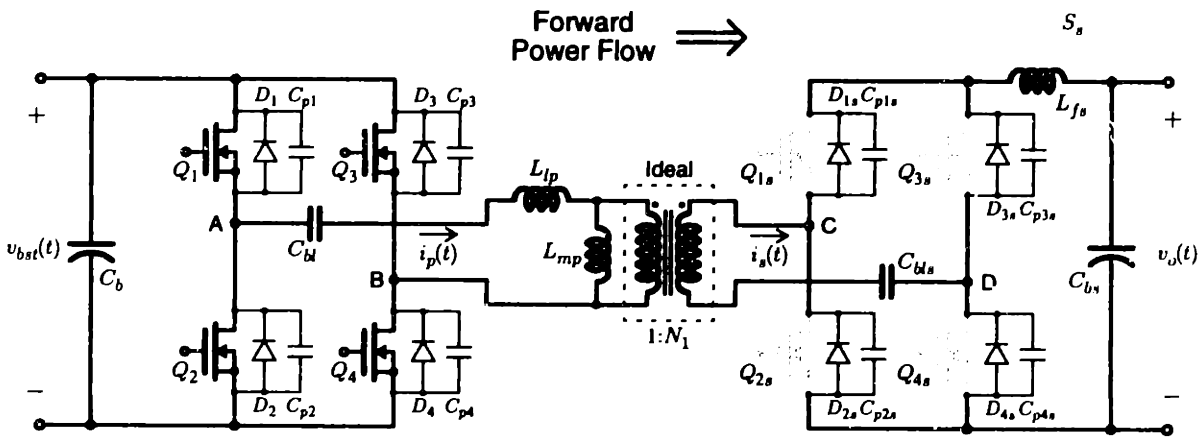 Forward
Power Flow
S_s
+
D_1 C_p1
D_3 C_p3
Q_1
Q_3
A
C_bl
L_lp
i_p(t)
L_mp
Ideal
1:N_1
i_s(t)
v_bst(t)
C_b
B
Q_2
Q_4
D_2 C_p2
D_4 C_p4
−
D_1s C_p1s
Q_1s
Q_3s
D_3s C_p3s
L_fs
+
C
C_bls
D
C_bs
v_o(t)
Q_2s
Q_4s
D_2s C_p2s
D_4s C_p4s
−